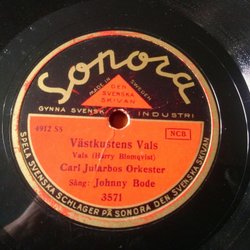 Sonora
MADE IN SWEDEN
DEN
SVENSKA
SKIVAN
GYNNA SVENSK INDUSTRI
4912 SS
NCB
Västkustens Vals
Vals (Harry Blomqvist)
Carl Jularbos Orkester
Sång: Johnny Bode
3571
SPELA SVENSKA SCHLAGER PÅ SONORA DEN SVENSKA SKIVAN